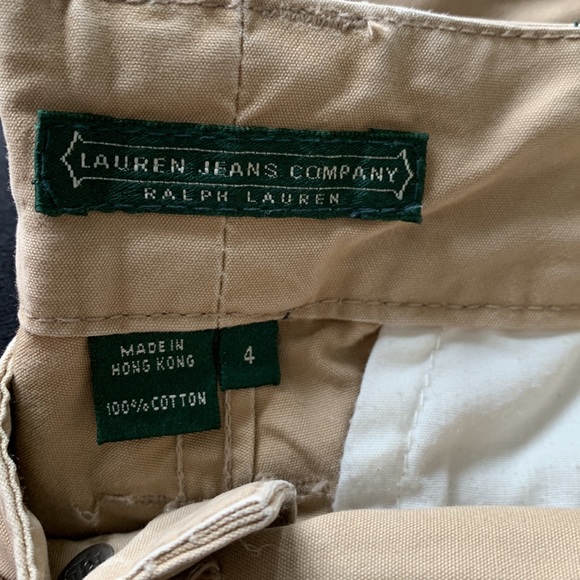 LAUREN JEANS COMPANY
RALPH LAUREN
MADE IN
HONG KONG
100% COTTON
4